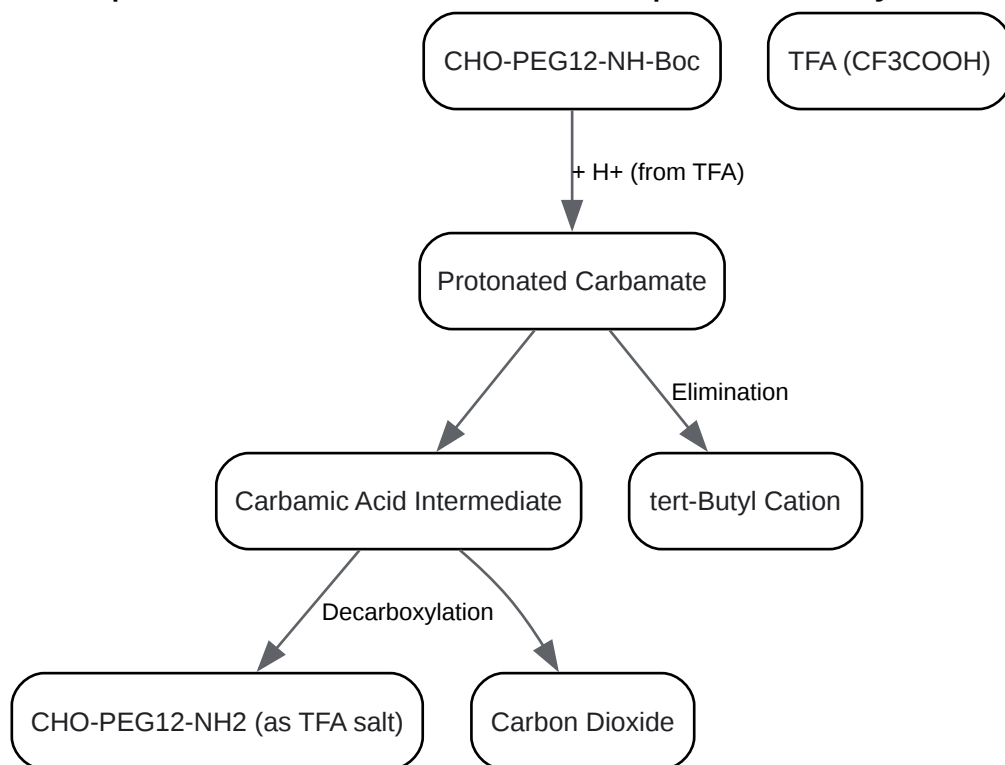 CHO-PEG12-NH-Boc
TFA (CF3COOH)
+ H+ (from TFA)
Protonated Carbamate
Elimination
Carbamic Acid Intermediate
tert-Butyl Cation
Decarboxylation
CHO-PEG12-NH2 (as TFA salt)
Carbon Dioxide